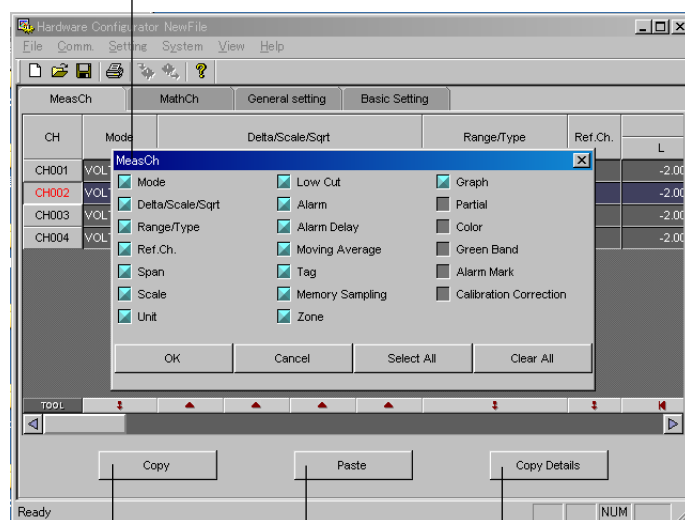 Hardware Configurator NewFile
File Comm. Setting System View Help
MeasCh MathCh General setting Basic Setting
CH Mode Delta/Scale/Sqrt Range/Type Ref.Ch. L
MeasCh
CH001 VOLT -2.00
CH002 VOLT -2.00
CH003 VOLT -2.00
CH004 VOLT -2.00
Mode Low Cut Graph
Delta/Scale/Sqrt Alarm Partial
Range/Type Alarm Delay Color
Ref.Ch. Moving Average Green Band
Span Tag Alarm Mark
Scale Memory Sampling Calibration Correction
Unit Zone
OK Cancel Select All Clear All
TOOL
Copy Paste Copy Details
Ready NUM